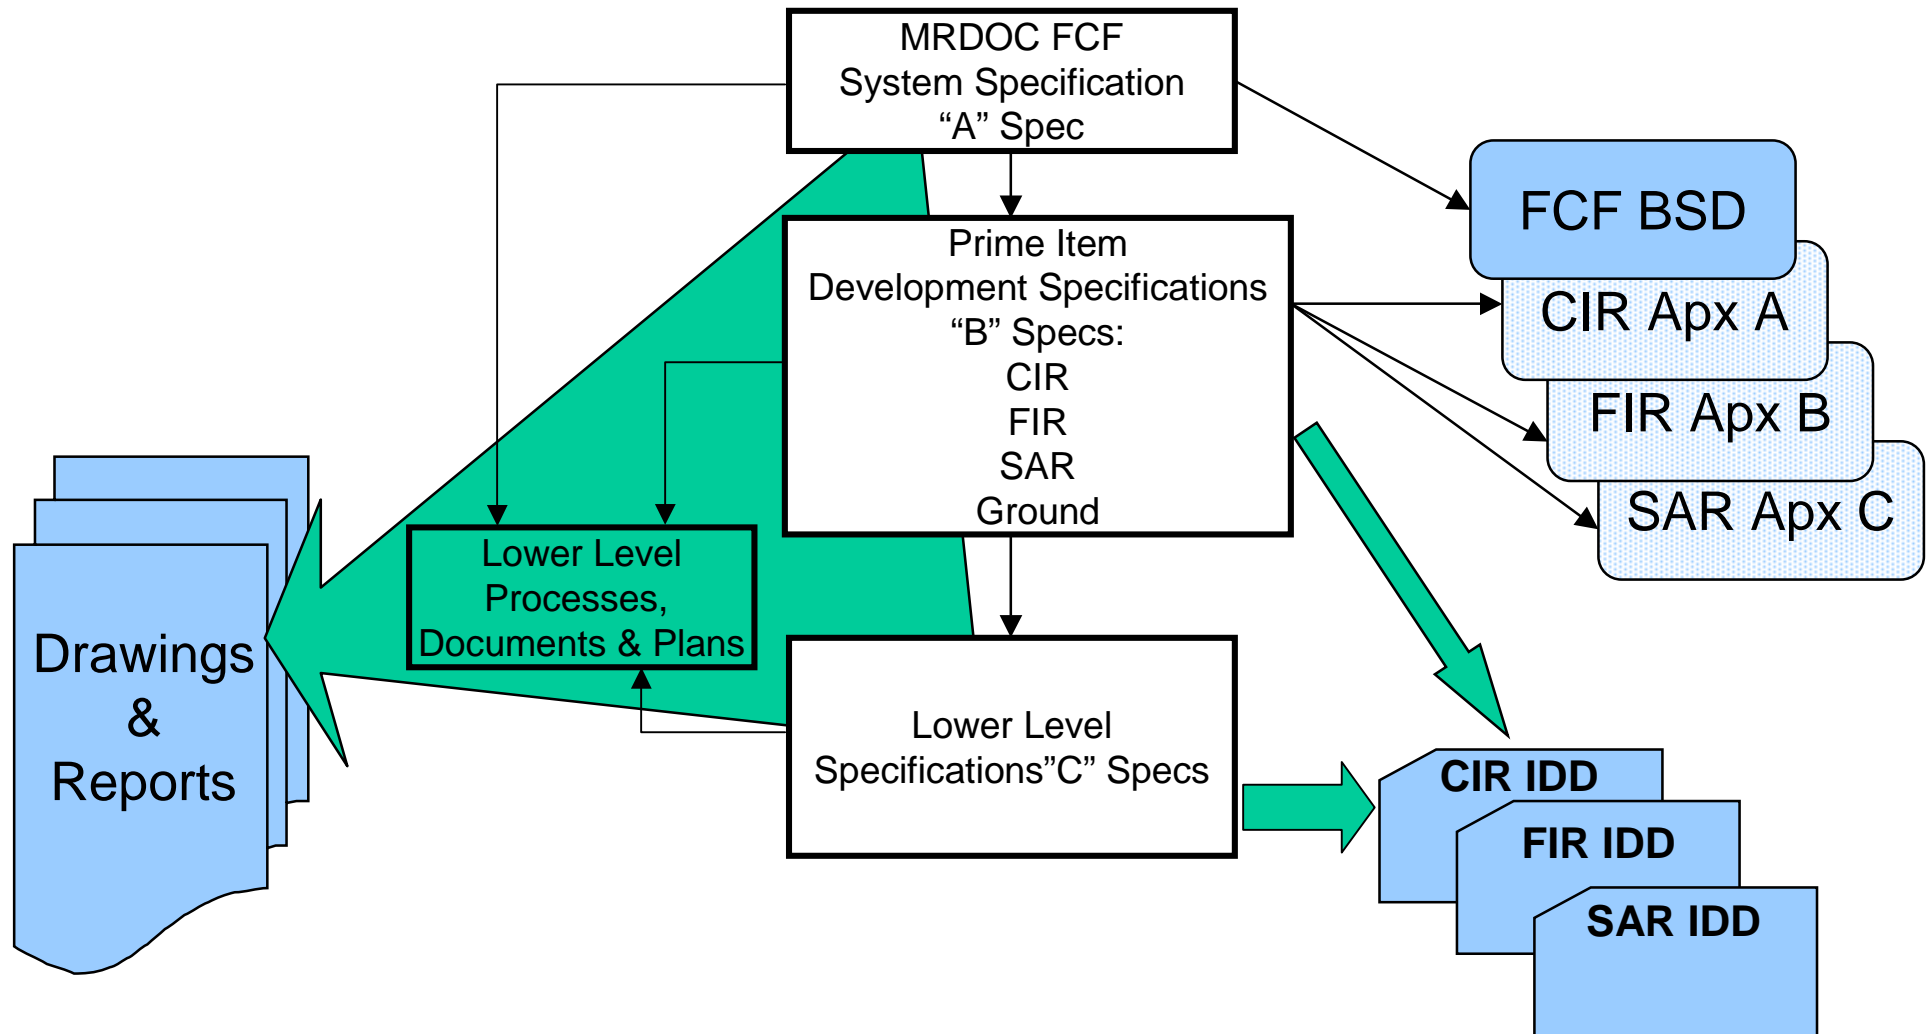 MRDOC FCF
System Specification
“A” Spec
FCF BSD
CIR Apx A
FIR Apx B
SAR Apx C
Prime Item
Development Specifications
“B” Specs:
CIR
FIR
SAR
Ground
Lower Level
Processes,
Documents & Plans
Drawings
&
Reports
Lower Level
Specifications”C” Specs
CIR IDD
FIR IDD
SAR IDD